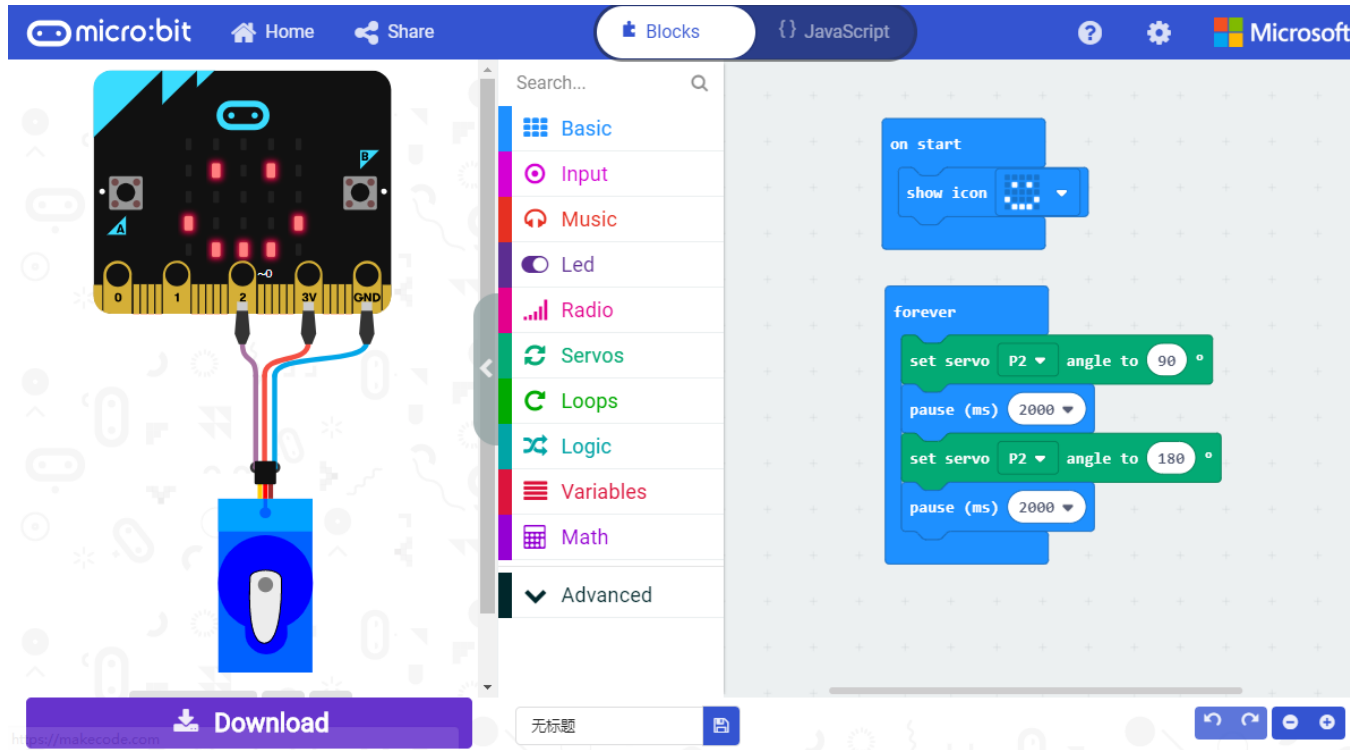 micro:bit Home Share Blocks {} JavaScript ? Microsoft
B
A
~0
0 1 2 3V GND
Download
https://makecode.com
Search...
Basic
Input
Music
Led
Radio
Servos
Loops
Logic
Variables
Math
Advanced
无标题
on start
show icon
forever
set servo P2 angle to 90 °
pause (ms) 2000
set servo P2 angle to 180 °
pause (ms) 2000